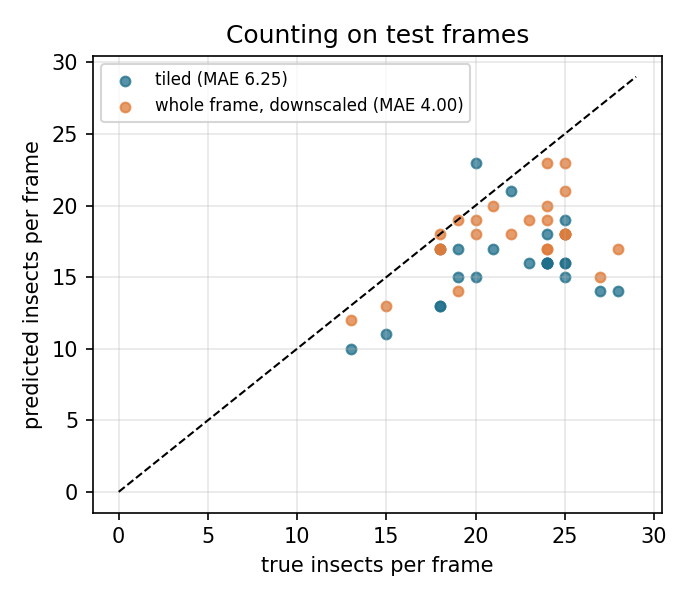 Counting on test frames
tiled (MAE 6.25)
whole frame, downscaled (MAE 4.00)
predicted insects per frame
30
25
20
15
10
5
0
0 5 10 15 20 25 30
true insects per frame